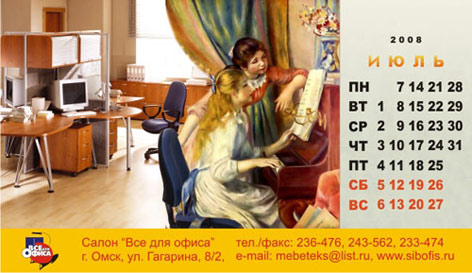 2008
ИЮЛЬ
ПН 7 14 21 28
ВТ 1 8 15 22 29
СР 2 9 16 23 30
ЧТ 3 10 17 24 31
ПТ 4 11 18 25
СБ 5 12 19 26
ВС 6 13 20 27
ВСЕ для ОФИСА
Салон "Все для офиса" тел./факс: 236-476, 243-562, 233-474
г. Омск, ул. Гагарина, 8/2, e-mail: mebeteks@list.ru, www.sibofis.ru